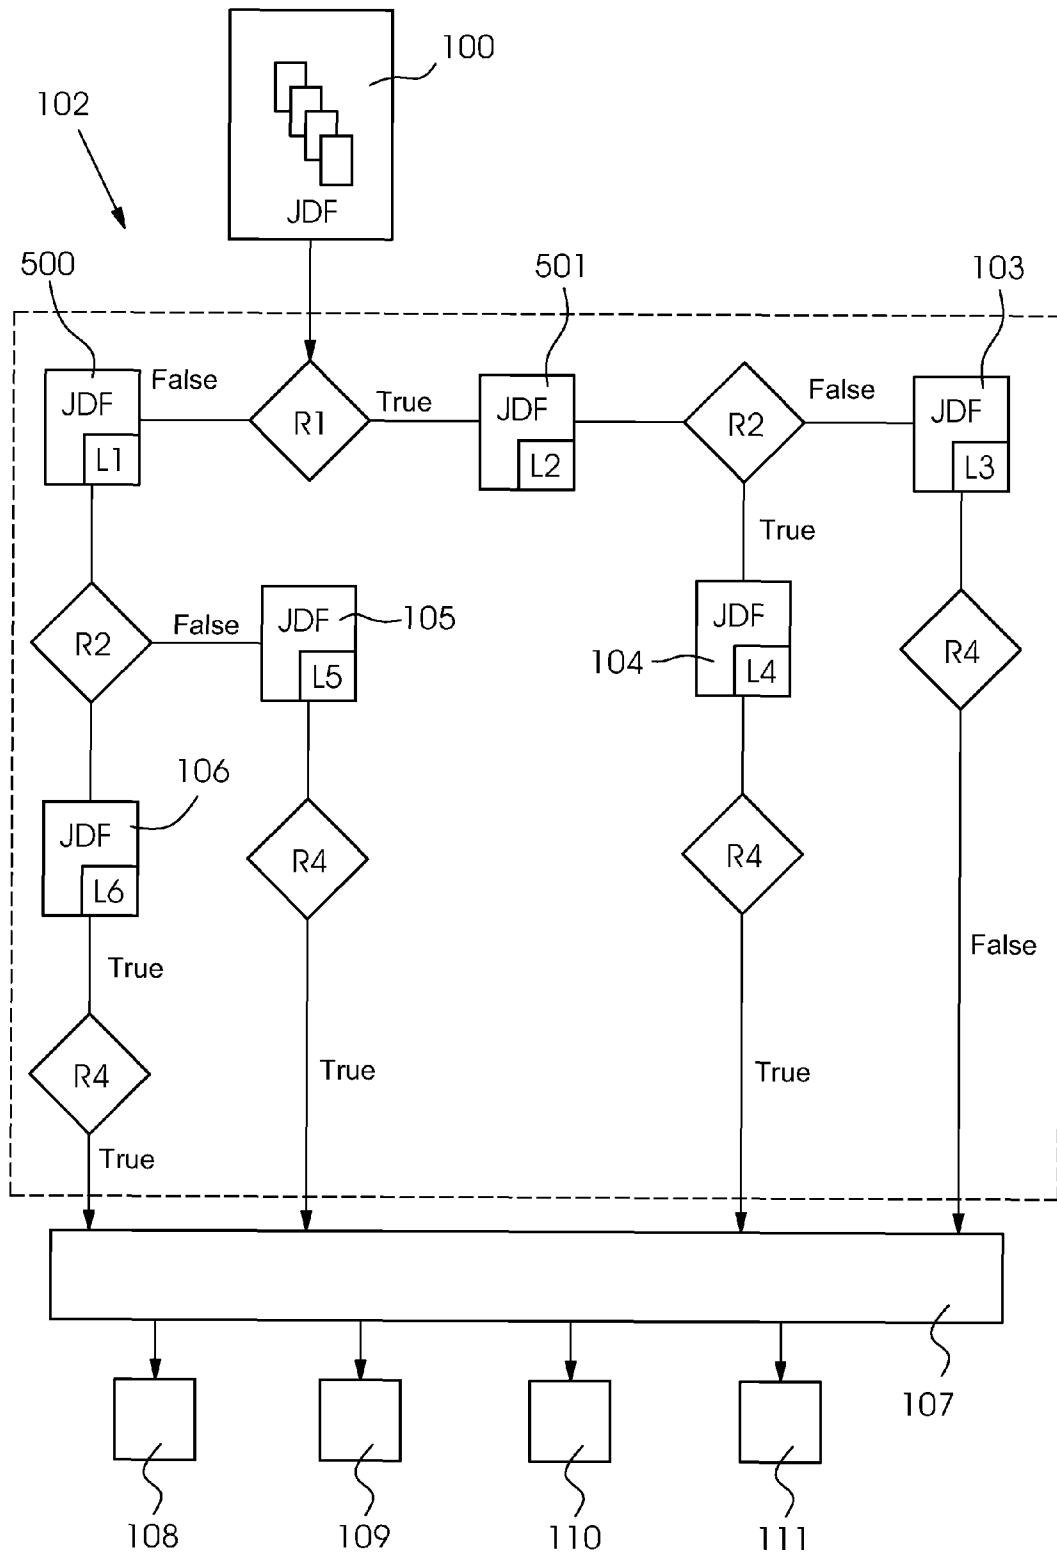 100
102
JDF
500
501
103
False
True
False
JDF
R1
JDF
R2
JDF
L1
L2
L3
True
R2
False
JDF
105
JDF
R4
L5
104
L4
106
JDF
L6
R4
R4
True
False
R4
True
True
True
107
108
109
110
111